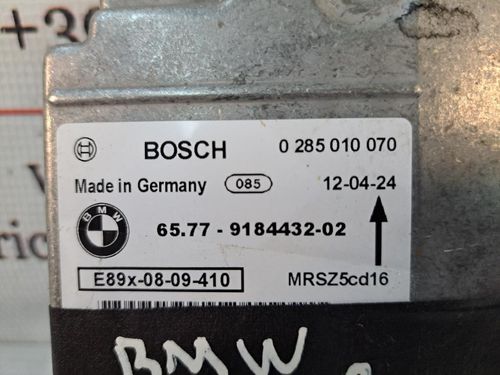 +39
BOSCH 0 285 010 070
Made in Germany 085 12-04-24
BMW
65.77 - 9184432-02
E89x-08-09-410 MRSZ5cd16
BMW